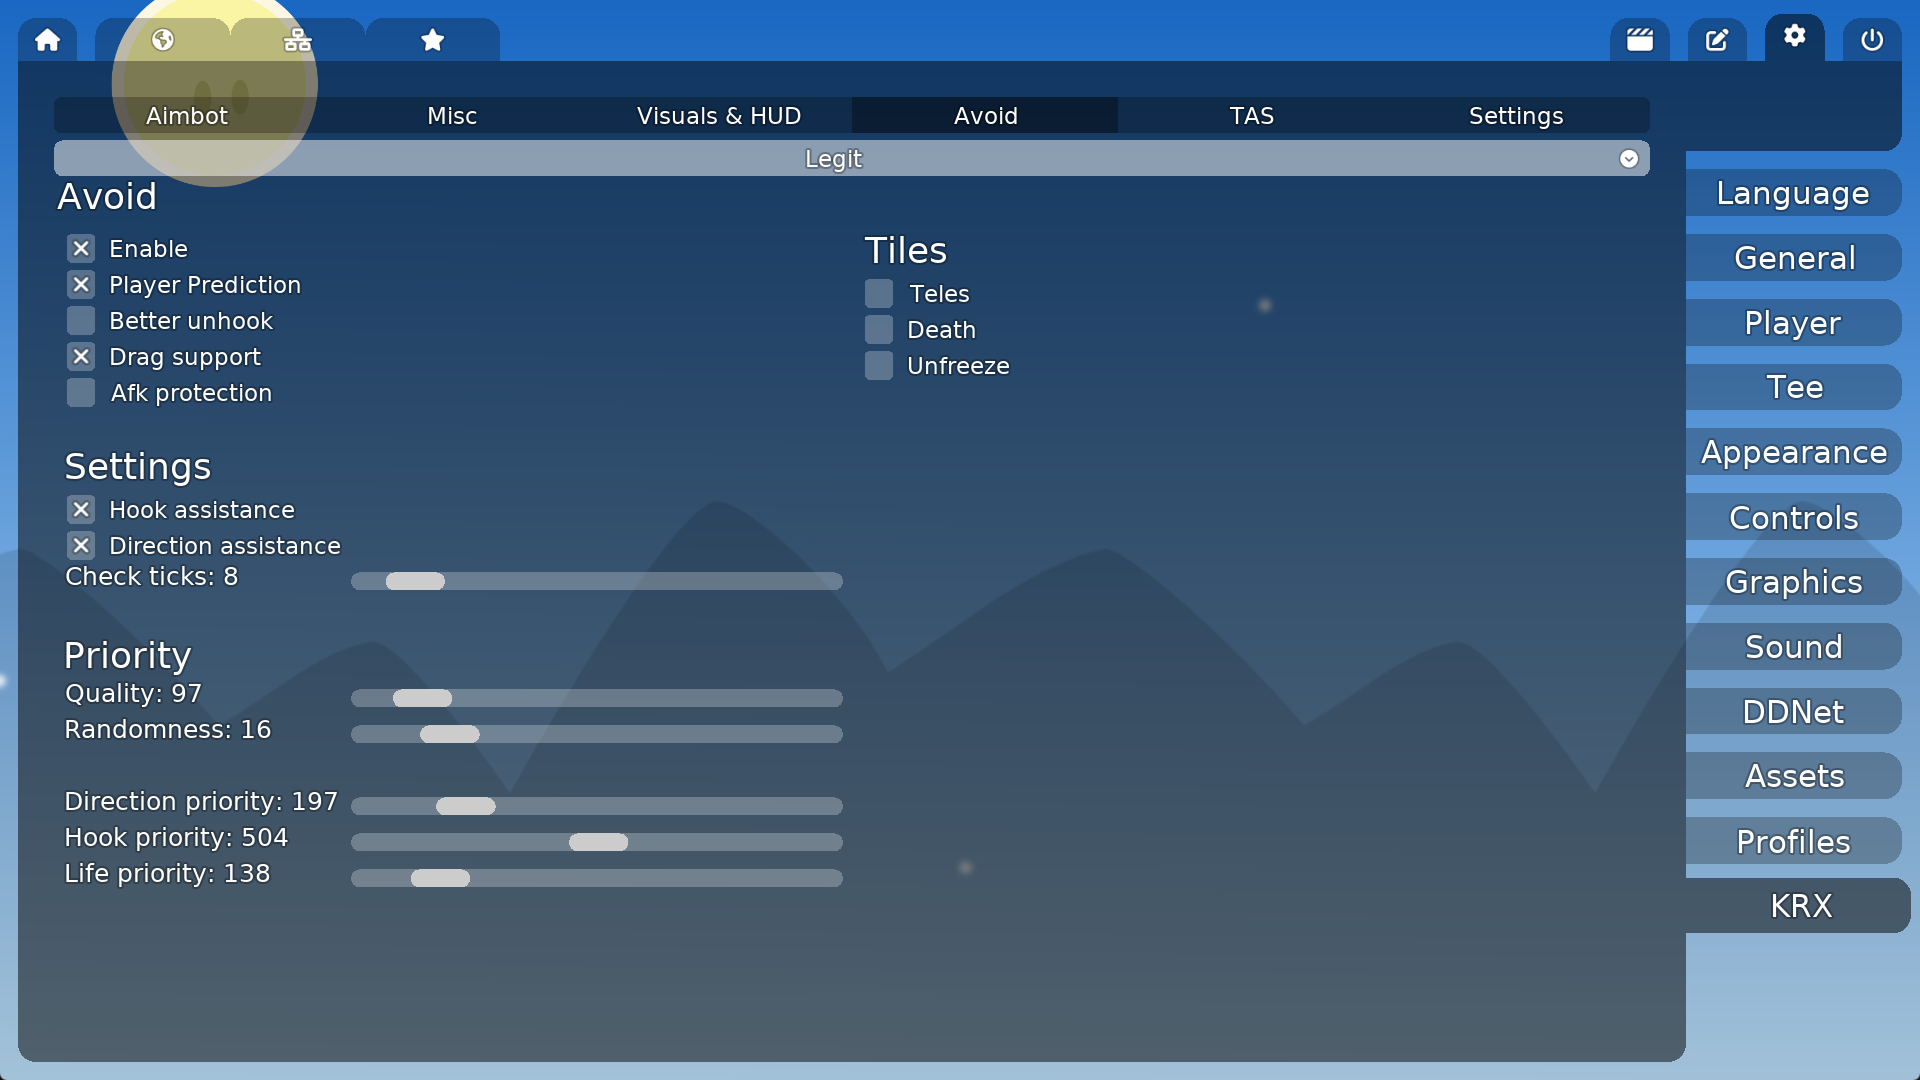 Aimbot Misc Visuals & HUD Avoid TAS Settings
Legit
Avoid
Enable
Player Prediction
Better unhook
Drag support
Afk protection
Tiles
Teles
Death
Unfreeze
Settings
Hook assistance
Direction assistance
Check ticks: 8
Priority
Quality: 97
Randomness: 16
Direction priority: 197
Hook priority: 504
Life priority: 138
Language
General
Player
Tee
Appearance
Controls
Graphics
Sound
DDNet
Assets
Profiles
KRX